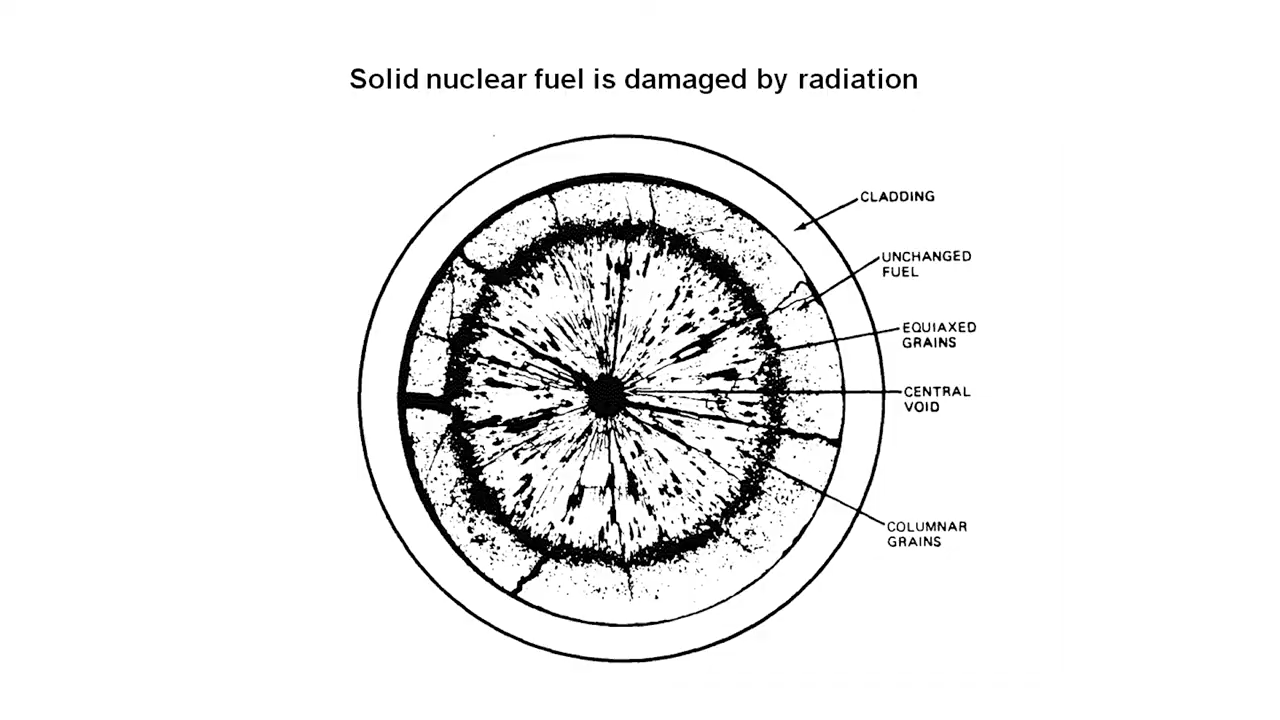 Solid nuclear fuel is damaged by radiation
CLADDING
UNCHANGED
FUEL
EQUIAXED
GRAINS
CENTRAL
VOID
COLUMNAR
GRAINS